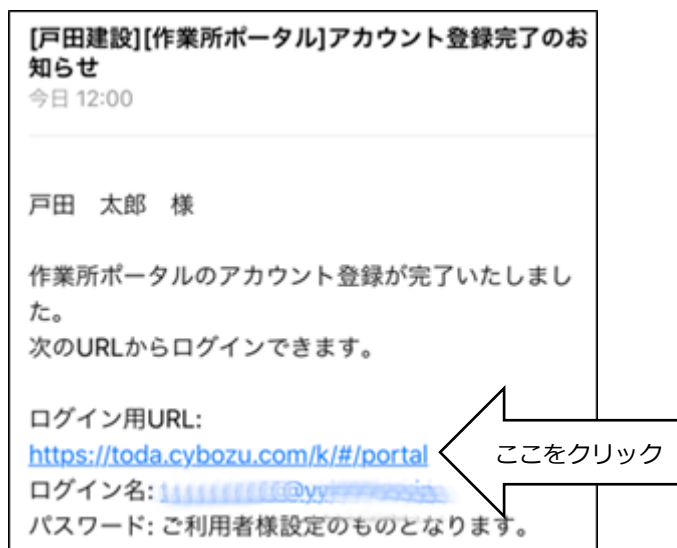 [戸田建設][作業所ポータル]アカウント登録完了のお
知らせ
今日 12:00
戸田 太郎 様
作業所ポータルのアカウント登録が完了いたしまし
た。
次のURLからログインできます。
ログイン用URL:
https://toda.cybozu.com/k/#/portal
ここをクリック
ログイン名:
パスワード: ご利用者様設定のものとなります。